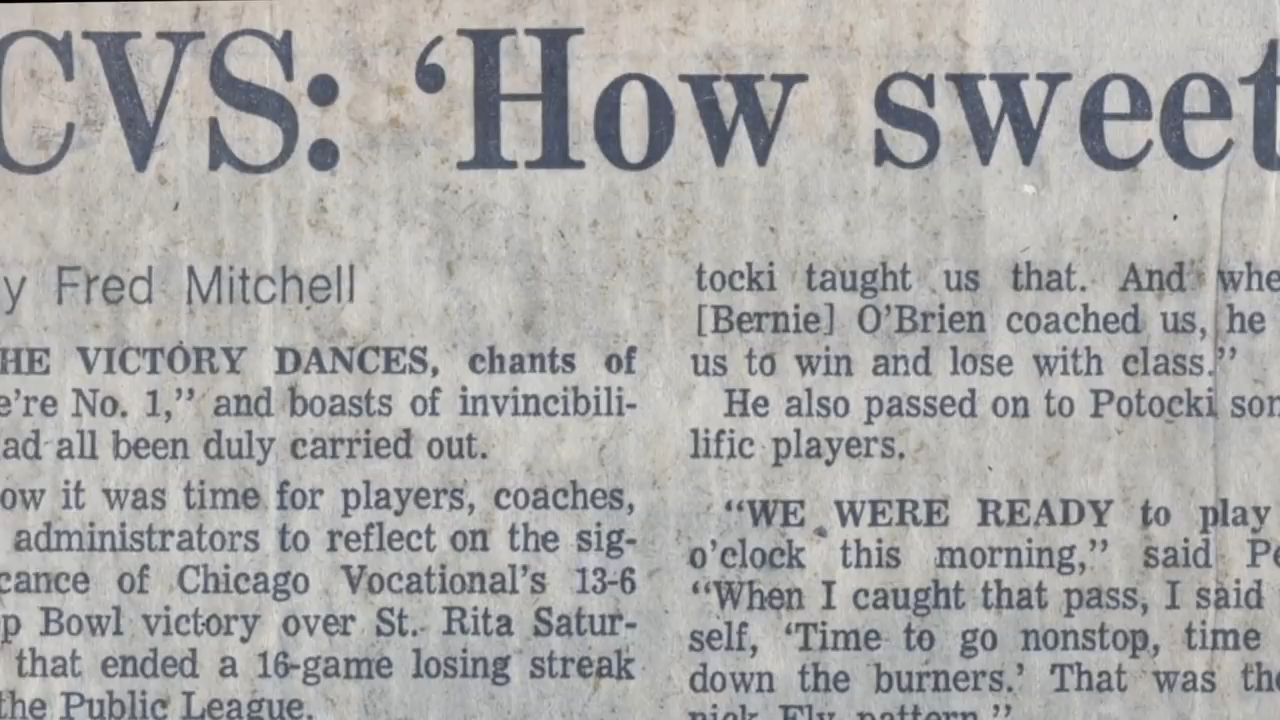 CVS: ‘How sweet
y Fred Mitchell
HE VICTORY DANCES, chants of
e're No. 1,” and boasts of invincibili-
ad all been duly carried out.
ow it was time for players, coaches,
administrators to reflect on the sig-
cance of Chicago Vocational's 13-6
p Bowl victory over St. Rita Satur-
that ended a 16-game losing streak
the Public League.
tocki taught us that. And whe
[Bernie] O'Brien coached us, he
us to win and lose with class.”
He also passed on to Potocki som
lific players.
“WE WERE READY to play
o'clock this morning,” said Po
“When I caught that pass, I said
self, ‘Time to go nonstop, time
down the burners.’ That was the
nick Fly pattern.”